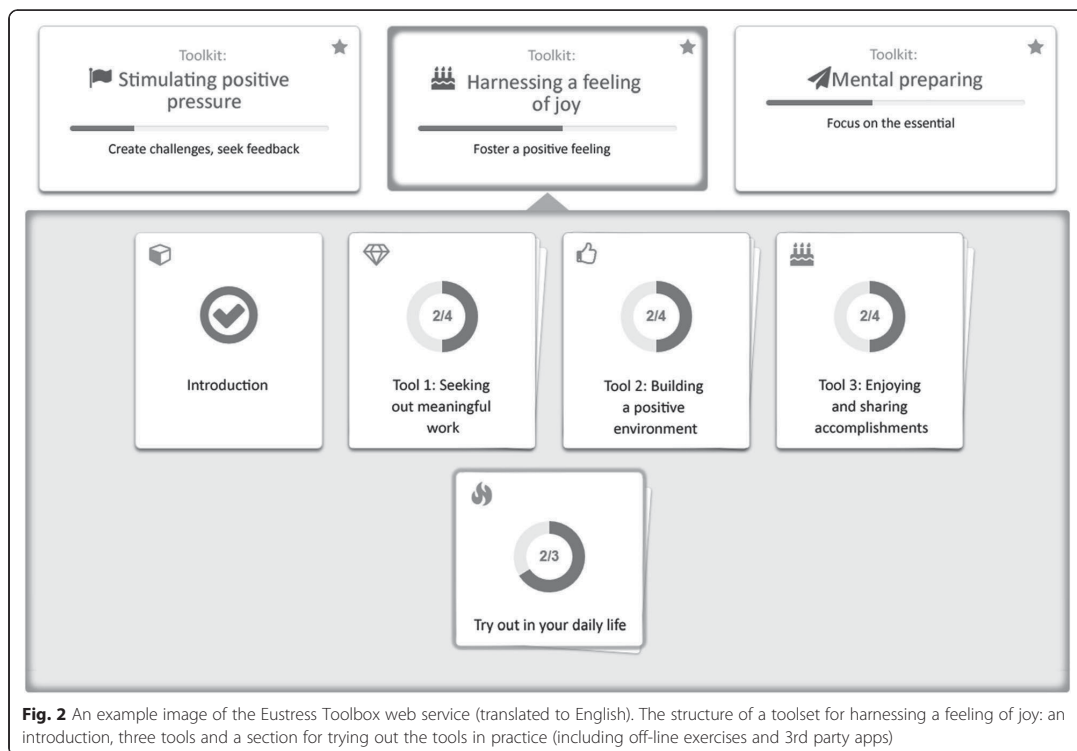 Toolkit:
Stimulating positive
pressure
Create challenges, seek feedback
Toolkit:
Harnessing a feeling
of joy
Foster a positive feeling
Toolkit:
Mental preparing
Focus on the essential
Introduction
2/4
Tool 1: Seeking
out meaningful
work
2/4
Tool 2: Building
a positive
environment
2/4
Tool 3: Enjoying
and sharing
accomplishments
2/3
Try out in your daily life
Fig. 2 An example image of the Eustress Toolbox web service (translated to English). The structure of a toolset for harnessing a feeling of joy: an
introduction, three tools and a section for trying out the tools in practice (including off-line exercises and 3rd party apps)